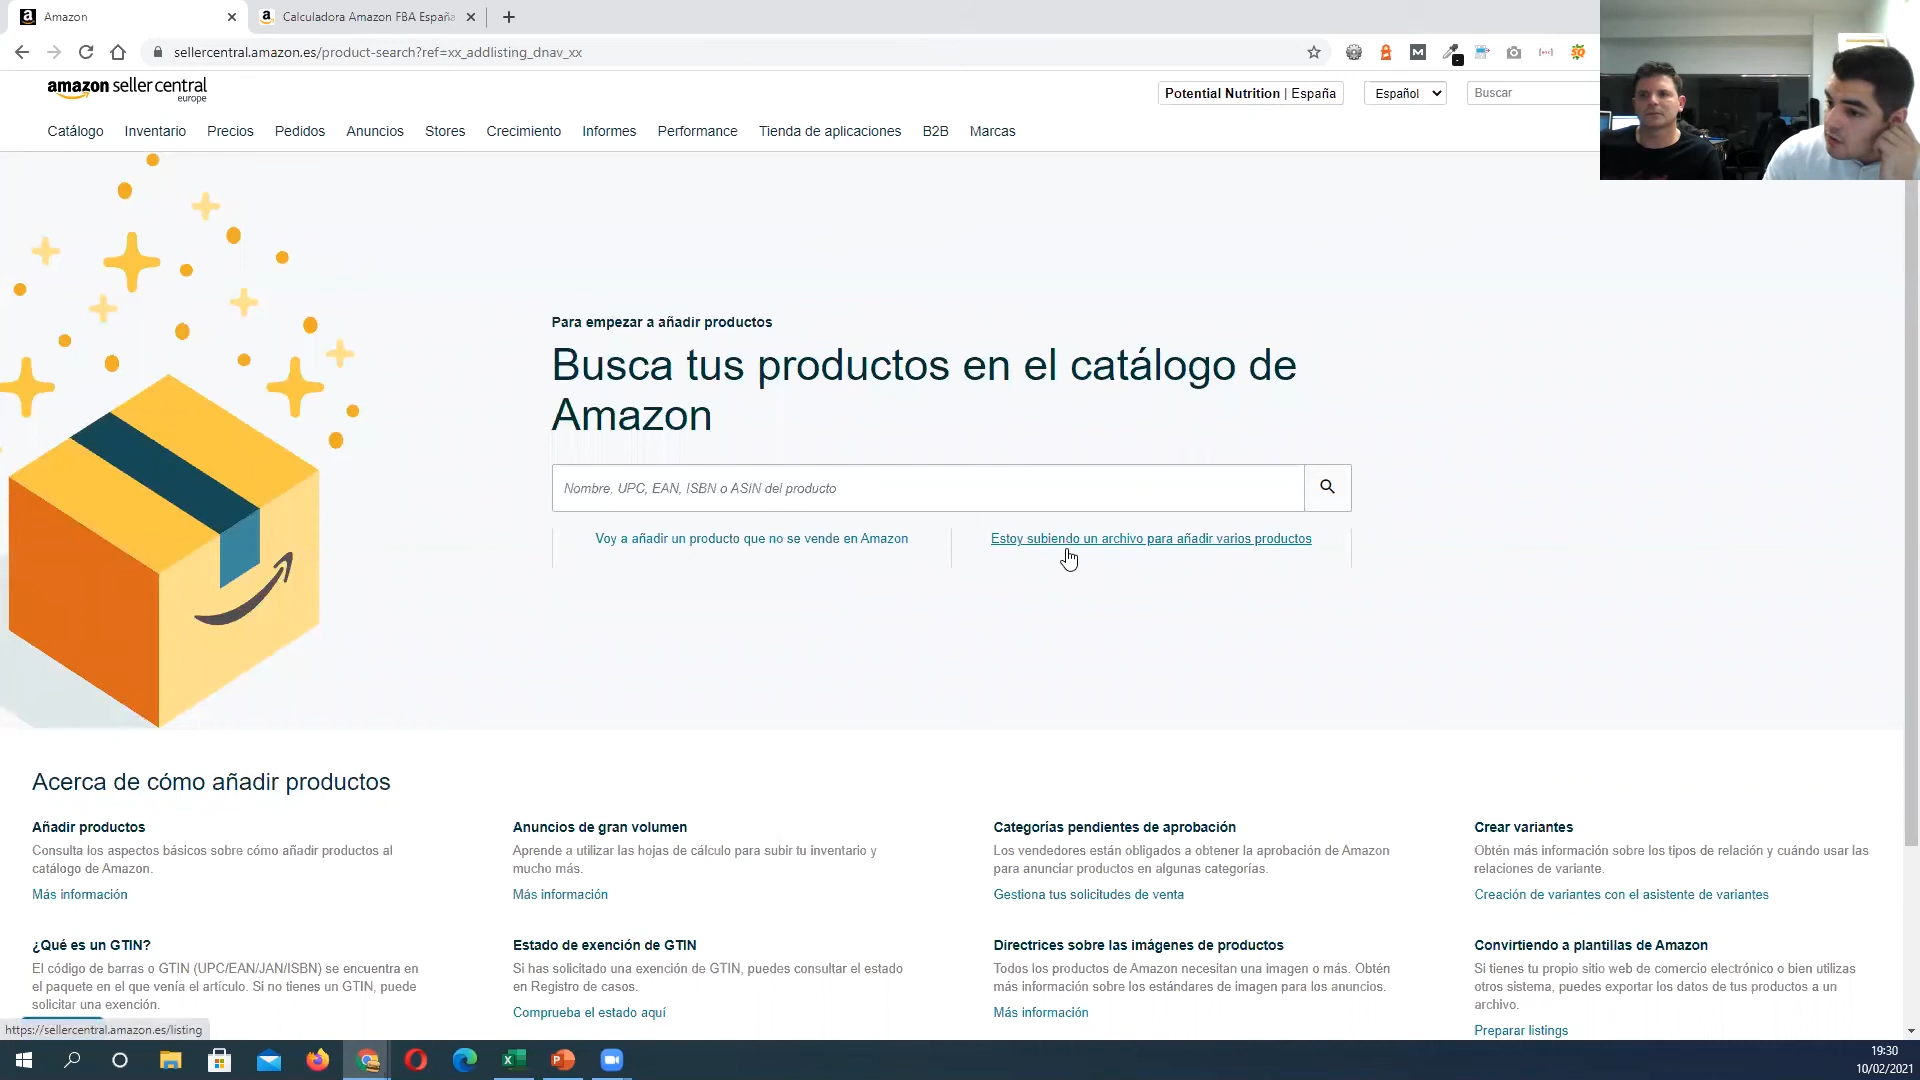 Amazon
Calculadora Amazon FBA España
sellercentral.amazon.es/product-search?ref=xx_addlisting_dnav_xx
amazon seller central
europe
Potential Nutrition | España
Español
Buscar
Catálogo Inventario Precios Pedidos Anuncios Stores Crecimiento Informes Performance Tienda de aplicaciones B2B Marcas
Para empezar a añadir productos
Busca tus productos en el catálogo de
Amazon
Nombre, UPC, EAN, ISBN o ASIN del producto
Voy a añadir un producto que no se vende en Amazon
Estoy subiendo un archivo para añadir varios productos
Acerca de cómo añadir productos
Añadir productos
Consulta los aspectos básicos sobre cómo añadir productos al
catálogo de Amazon.
Más información
Anuncios de gran volumen
Aprende a utilizar las hojas de cálculo para subir tu inventario y
mucho más.
Más información
Categorías pendientes de aprobación
Los vendedores están obligados a obtener la aprobación de Amazon
para anunciar productos en algunas categorías.
Gestiona tus solicitudes de venta
Crear variantes
Obtén más información sobre los tipos de relación y cuándo usar las
relaciones de variante.
Creación de variantes con el asistente de variantes
¿Qué es un GTIN?
El código de barras o GTIN (UPC/EAN/JAN/ISBN) se encuentra en
el paquete en el que venía el artículo. Si no tienes un GTIN, puede
solicitar una exención.
Estado de exención de GTIN
Si has solicitado una exención de GTIN, puedes consultar el estado
en Registro de casos.
Comprueba el estado aquí
Directrices sobre las imágenes de productos
Todos los productos de Amazon necesitan una imagen o más. Obtén
más información sobre los estándares de imagen para los anuncios.
Más información
Convirtiendo a plantillas de Amazon
Si tienes tu propio sitio web de comercio electrónico o bien utilizas
otros sistema, puedes exportar los datos de tus productos a un
archivo.
Preparar listings
https://sellercentral.amazon.es/listing
19:30
10/02/2021